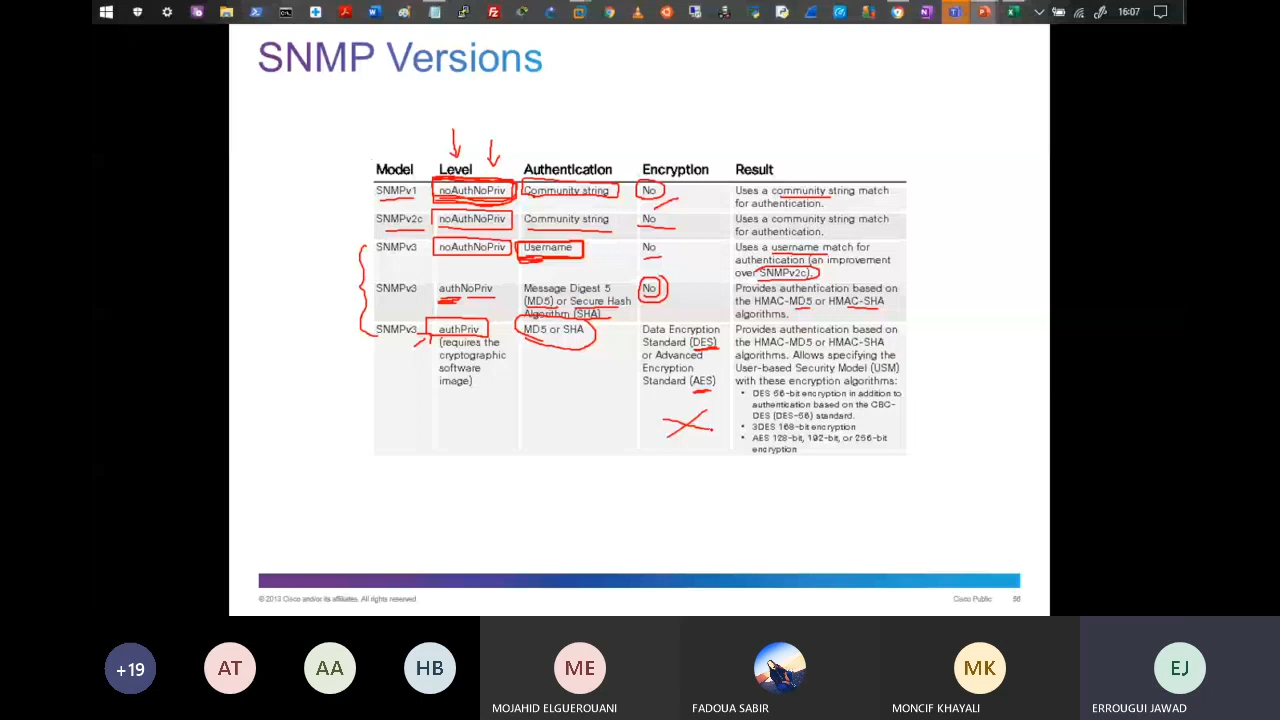 16:07
SNMP Versions
Model Level Authentication Encryption Result
SNMPv1 noAuthNoPriv Community string No Uses a community string match
for authentication.
SNMPv2c noAuthNoPriv Community string No Uses a community string match
for authentication.
SNMPv3 noAuthNoPriv Username No Uses a username match for
authentication (an improvement
over SNMPv2c).
SNMPv3 authNoPriv Message Digest 5 No Provides authentication based on
(MD5) or Secure Hash the HMAC-MD5 or HMAC-SHA
Algorithm (SHA) algorithms.
SNMPv3 authPriv MD5 or SHA Data Encryption Provides authentication based on
(requires the Standard (DES) the HMAC-MD5 or HMAC-SHA
cryptographic or Advanced algorithms. Allows specifying the
software Encryption User-based Security Model (USM)
image) Standard (AES) with these encryption algorithms:
• DES 56-bit encryption in addition to
authentication based on the CBC-
DES (DES-56) standard.
• 3DES 168-bit encryption
• AES 128-bit, 192-bit, or 256-bit
encryption
© 2013 Cisco and/or its affiliates. All rights reserved. Cisco Public 56
+19 AT AA HB ME MK EJ
MOJAHID ELGUEROUANI FADOUA SABIR MONCIF KHAYALI ERROUGUI JAWAD